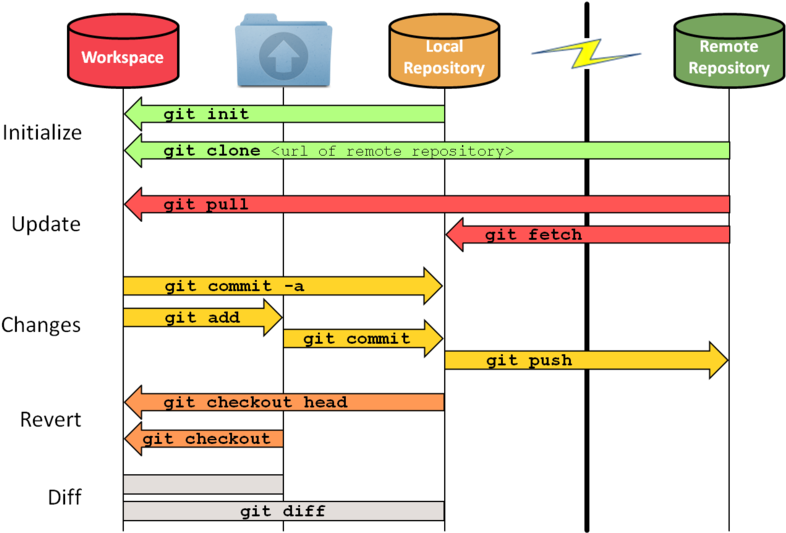 Workspace
Local
Repository
Remote
Repository
Initialize
git init
git clone <url of remote repository>
Update
git pull
git fetch
Changes
git commit -a
git add
git commit
git push
Revert
git checkout head
git checkout
Diff
git diff